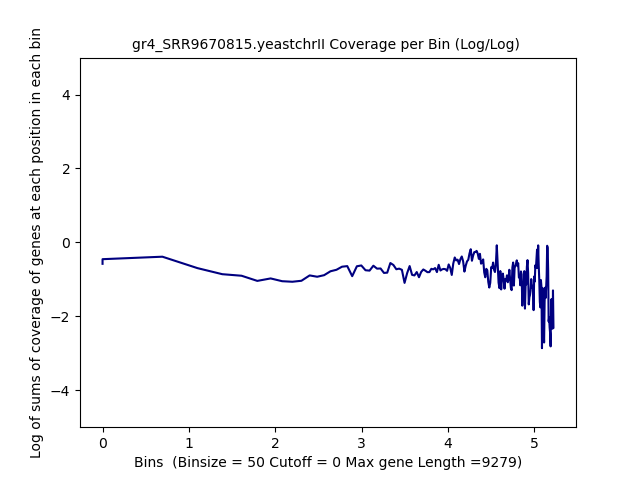 gr4_SRR9670815.yeastchrII Coverage per Bin (Log/Log)
Log of sums of coverage of genes at each position in each bin
4
2
0
−2
−4
0 1 2 3 4 5
Bins  (Binsize = 50 Cutoff = 0 Max gene Length =9279)